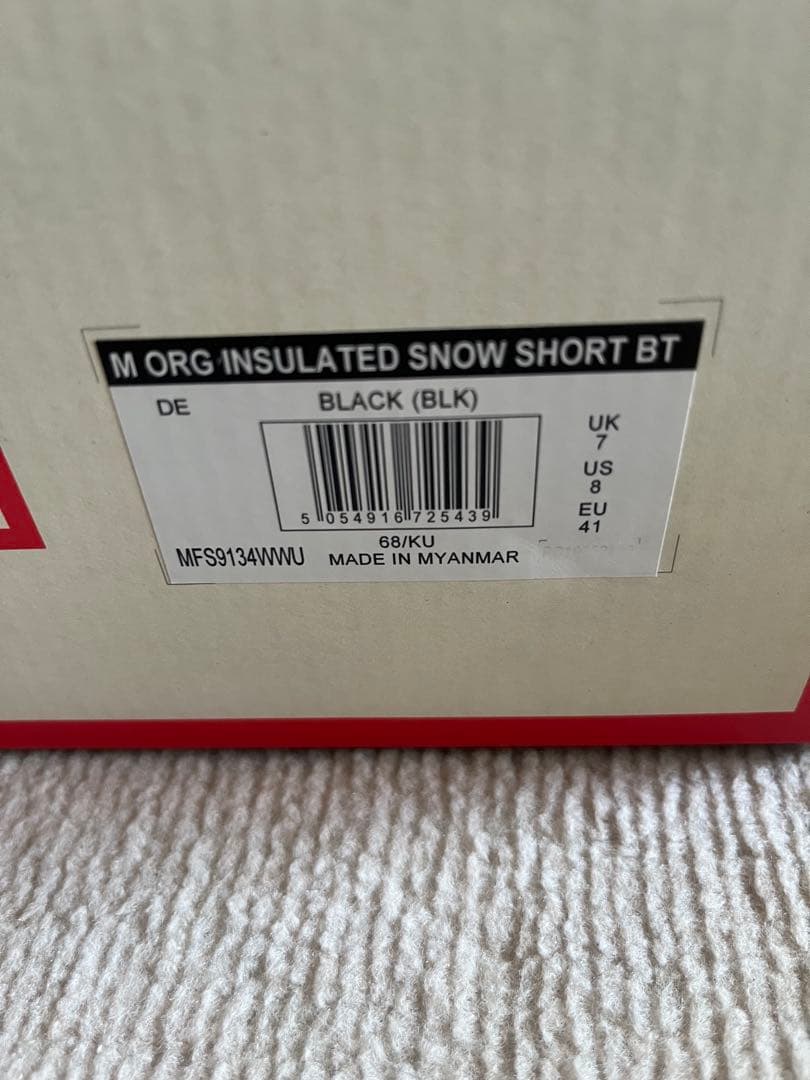 M ORG INSULATED SNOW SHORT BT
DE
BLACK (BLK)
UK
7
US
8
EU
41
5 054916 725439
68/KU
MFS9134WWU
MADE IN MYANMAR